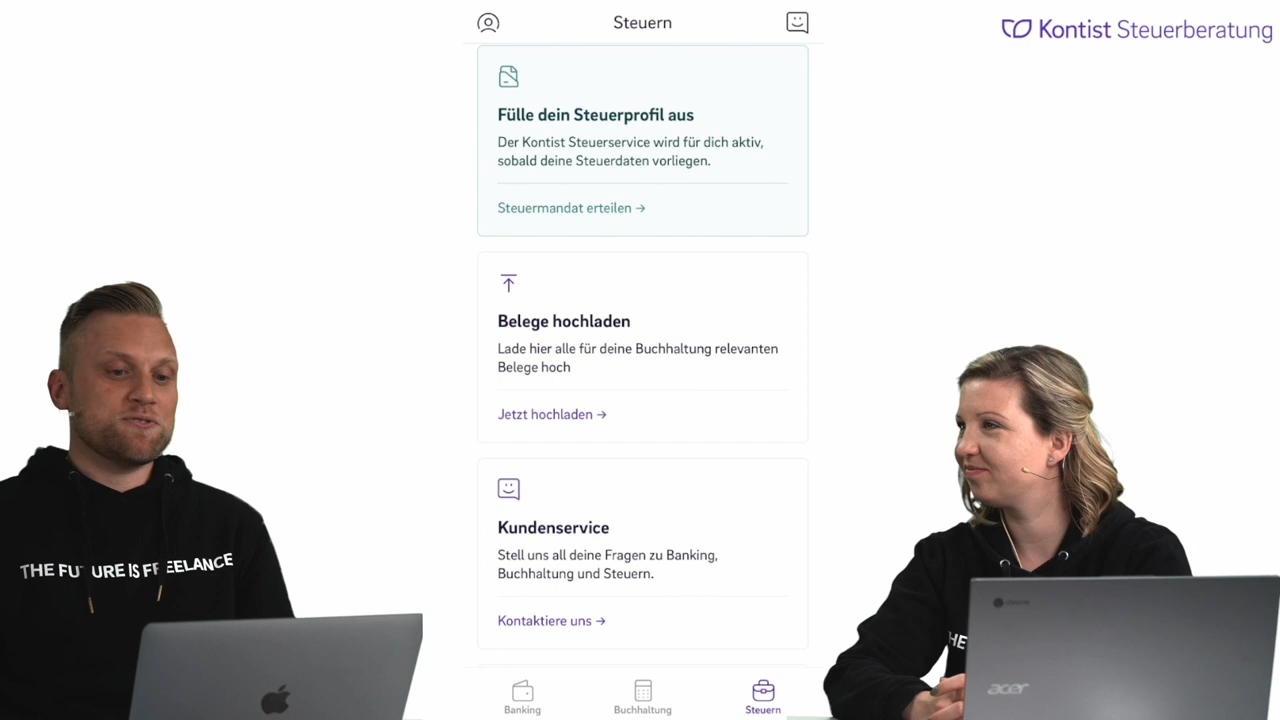 Steuern
Kontist Steuerberatung
Fülle dein Steuerprofil aus
Der Kontist Steuerservice wird für dich aktiv,
sobald deine Steuerdaten vorliegen.
Steuermandat erteilen →
Belege hochladen
Lade hier alle für deine Buchhaltung relevanten
Belege hoch
Jetzt hochladen →
Kundenservice
Stell uns all deine Fragen zu Banking,
Buchhaltung und Steuern.
Kontaktiere uns →
Banking
Buchhaltung
Steuern
THE FUTURE IS FREELANCE
chrome
HE
acer